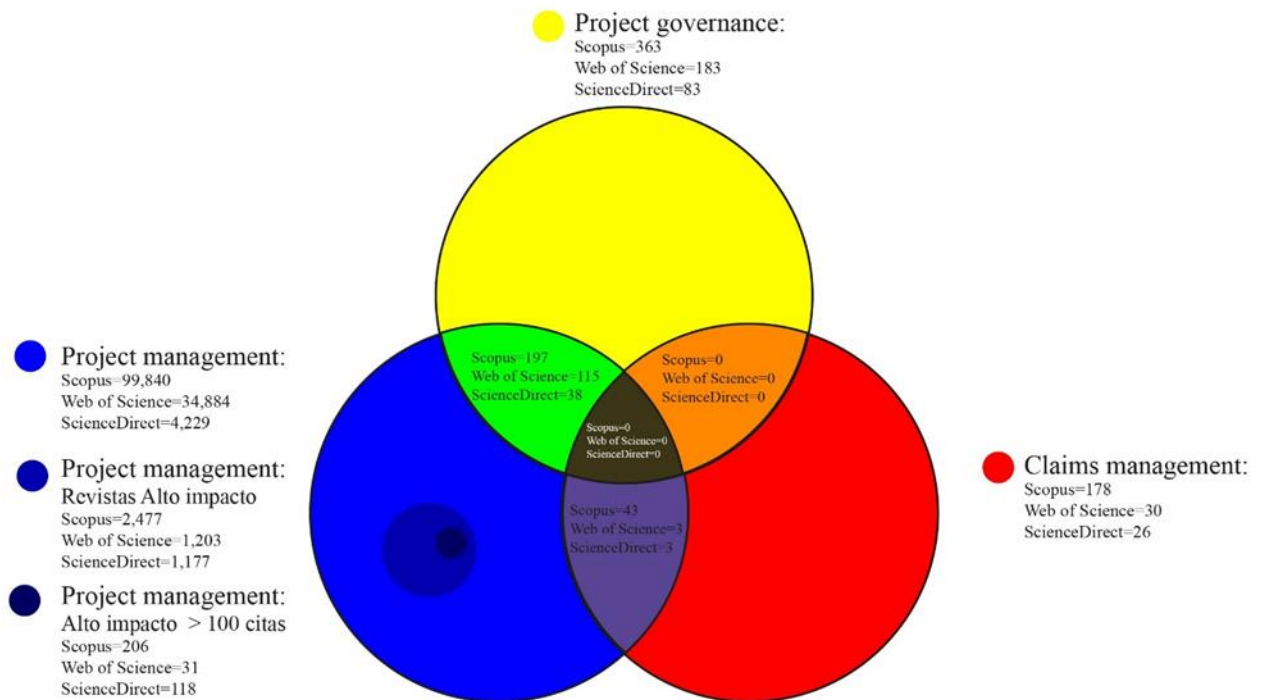 Project governance:
Scopus=363
Web of Science=183
ScienceDirect=83
Project management:
Scopus=99,840
Web of Science=34,884
ScienceDirect=4,229
Project management:
Revistas Alto impacto
Scopus=2,477
Web of Science=1,203
ScienceDirect=1,177
Project management:
Alto impacto > 100 citas
Scopus=206
Web of Science=31
ScienceDirect=118
Scopus=197
Web of Science=115
ScienceDirect=38
Scopus=0
Web of Science=0
ScienceDirect=0
Scopus=0
Web of Science=0
ScienceDirect=0
Scopus=43
Web of Science=3
ScienceDirect=3
Claims management:
Scopus=178
Web of Science=30
ScienceDirect=26